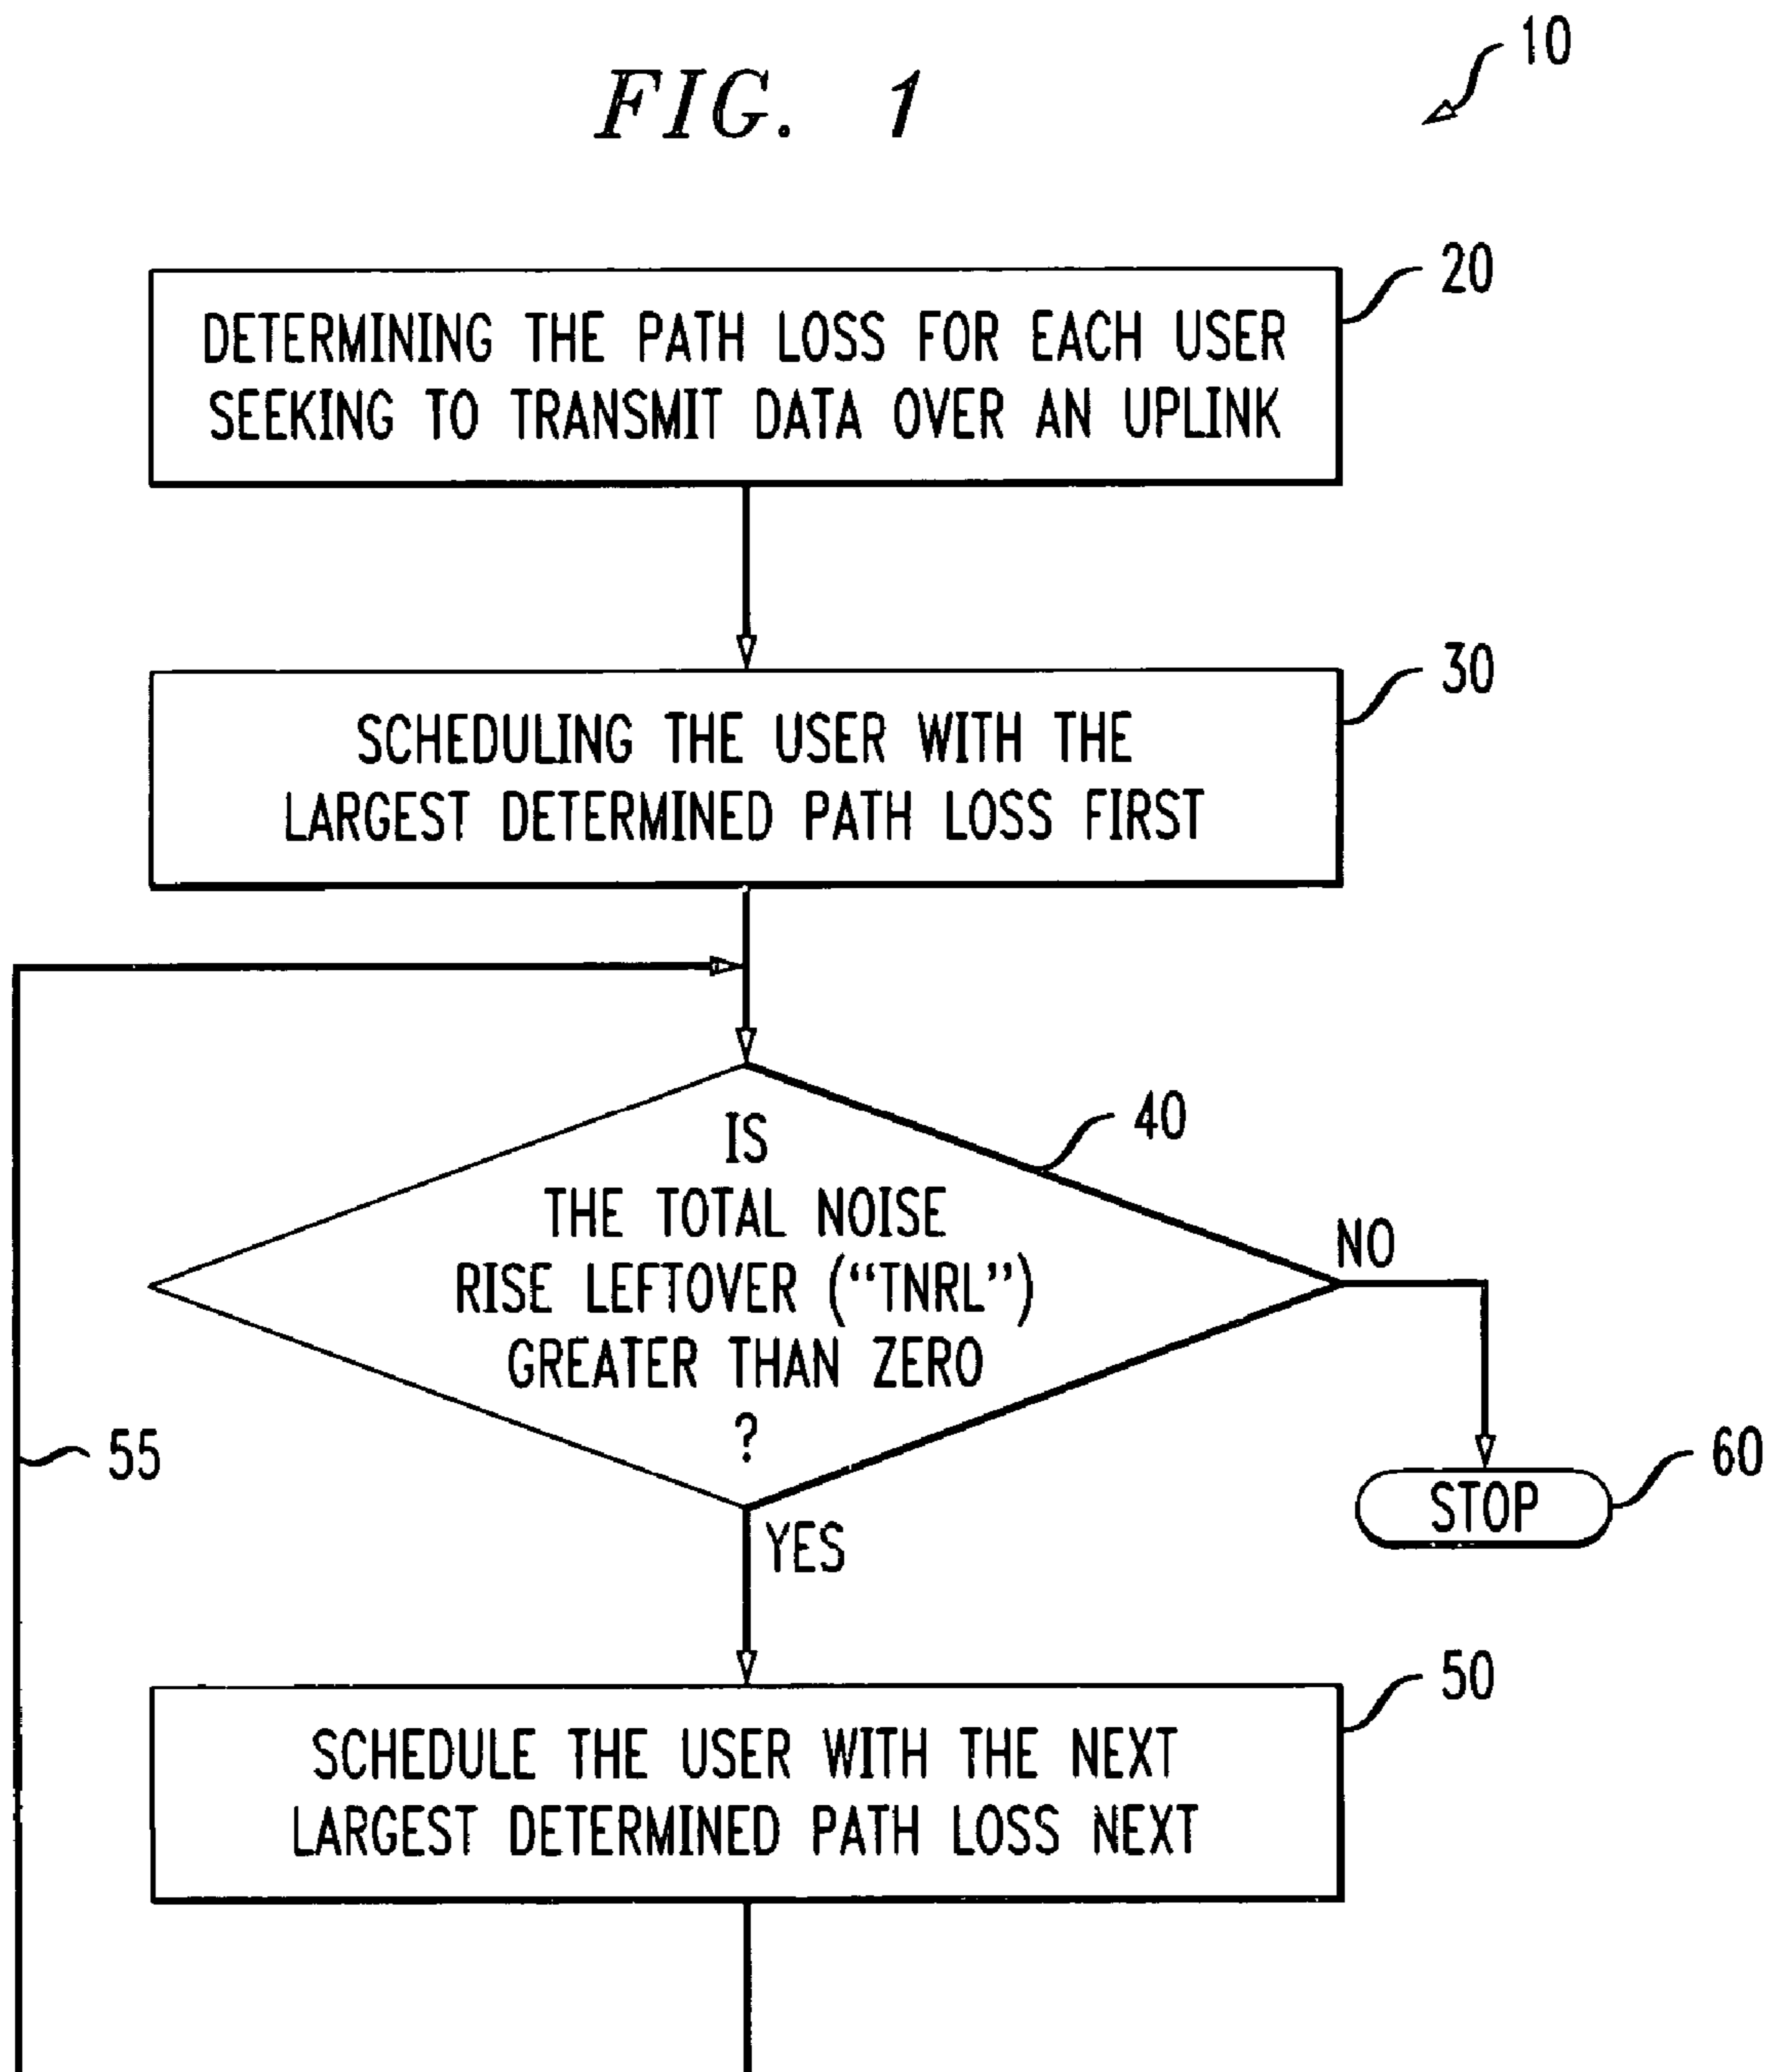 FIG. 1
10
20
DETERMINING THE PATH LOSS FOR EACH USER
SEEKING TO TRANSMIT DATA OVER AN UPLINK
30
SCHEDULING THE USER WITH THE
LARGEST DETERMINED PATH LOSS FIRST
40
IS
THE TOTAL NOISE
RISE LEFTOVER (“TNRL”)
GREATER THAN ZERO
?
NO
55
60
STOP
YES
50
SCHEDULE THE USER WITH THE NEXT
LARGEST DETERMINED PATH LOSS NEXT